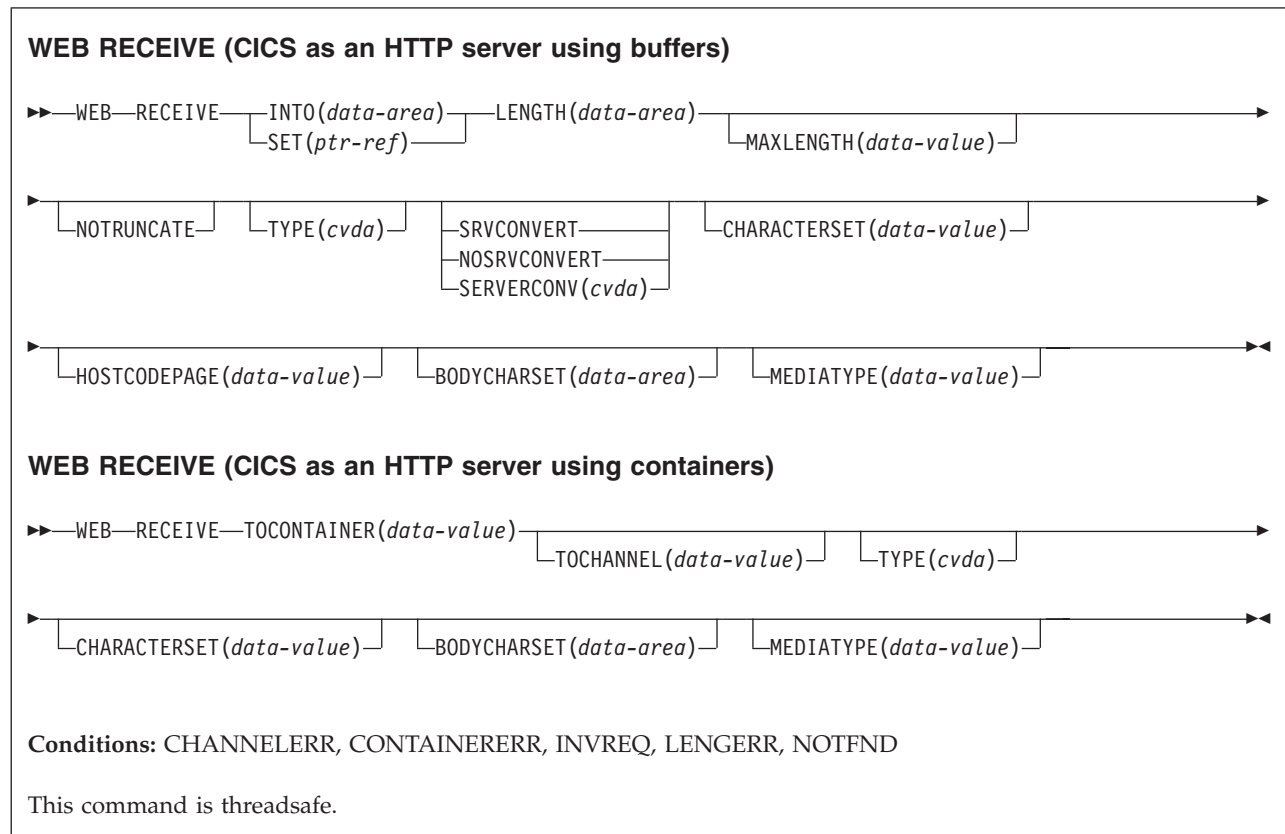 WEB RECEIVE (CICS as an HTTP server using buffers)
WEB RECEIVE INTO(data-area) LENGTH(data-area)
SET(ptr-ref) MAXLENGTH(data-value)
NOTRUNCATE TYPE(cvda) SRVCONVERT CHARACTERSET(data-value)
NOSRVCONVERT
SERVERCONV(cvda)
HOSTCODEPAGE(data-value) BODYCHARSET(data-area) MEDIATYPE(data-value)
WEB RECEIVE (CICS as an HTTP server using containers)
WEB RECEIVE TOCONTAINER(data-value)
TOCHANNEL(data-value) TYPE(cvda)
CHARACTERSET(data-value) BODYCHARSET(data-area) MEDIATYPE(data-value)
Conditions: CHANNELERR, CONTAINERERR, INVREQ, LENGERR, NOTFND
This command is threadsafe.